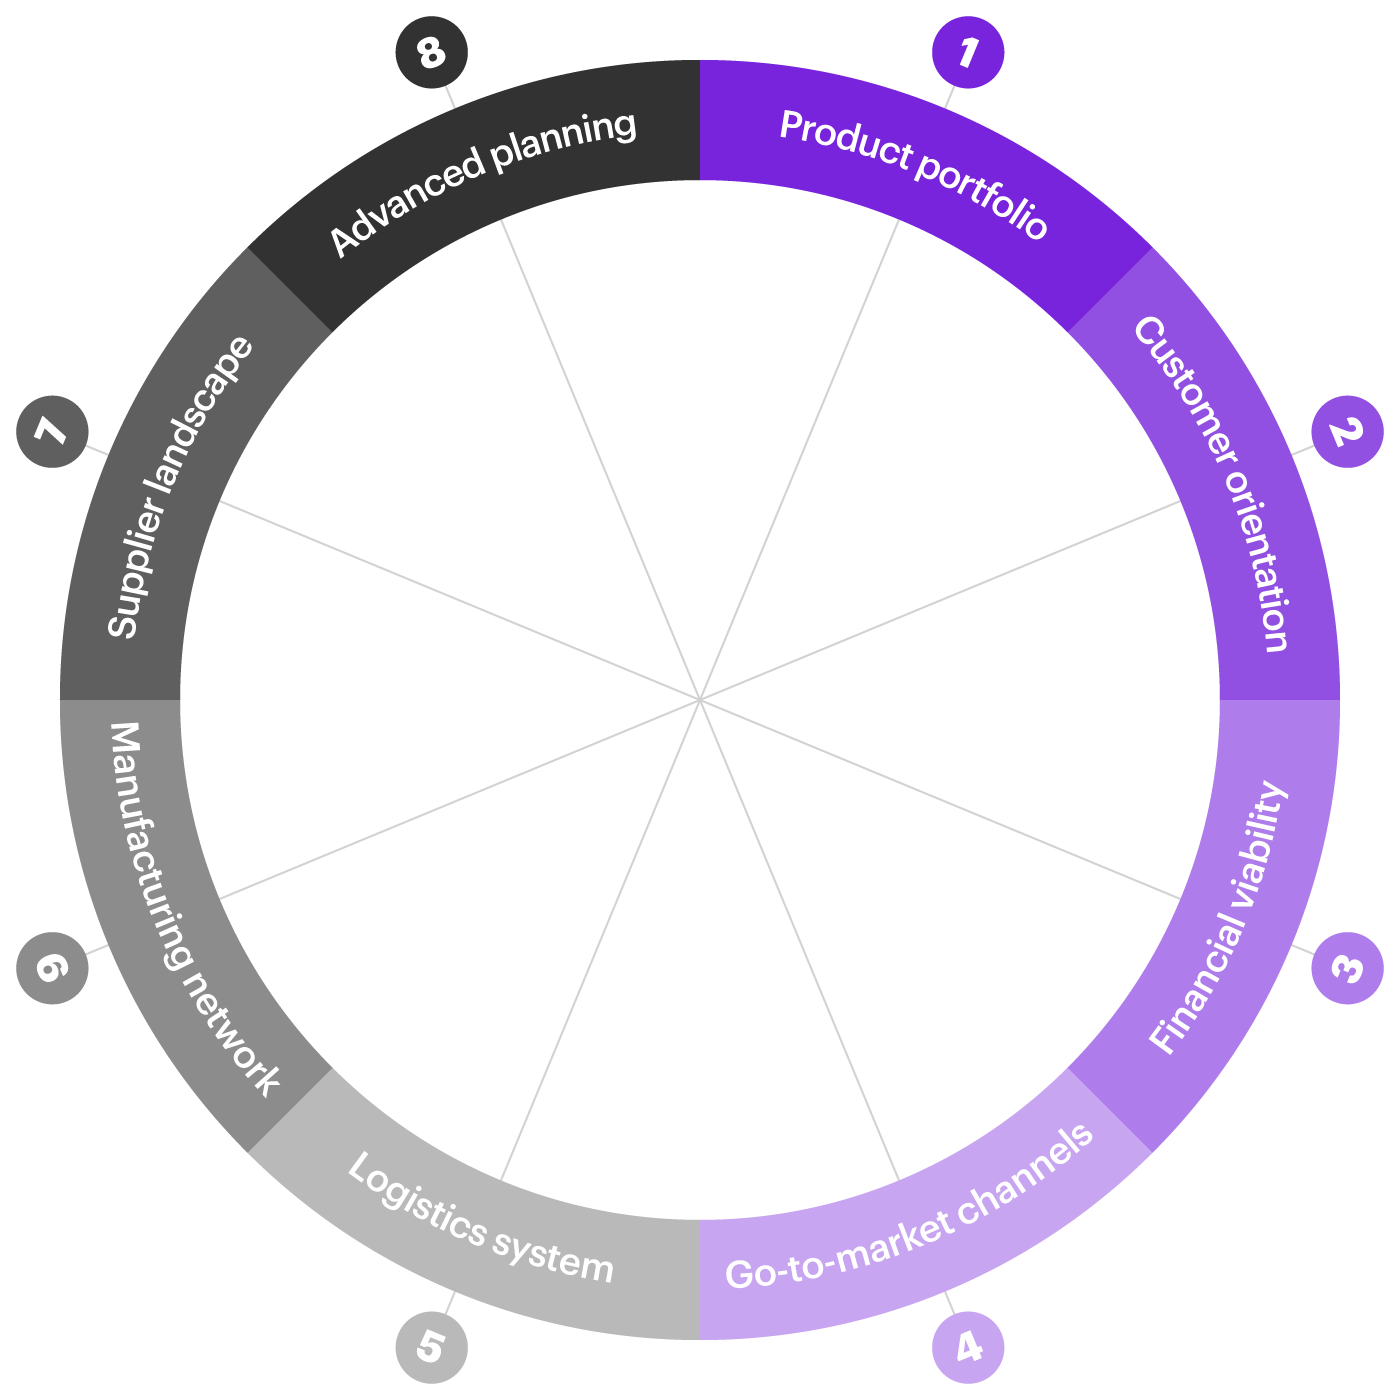 1
Product portfolio
2
Customer orientation
3
Financial viability
4
Go-to-market channels
5
Logistics system
6
Manufacturing network
7
Supplier landscape
8
Advanced planning